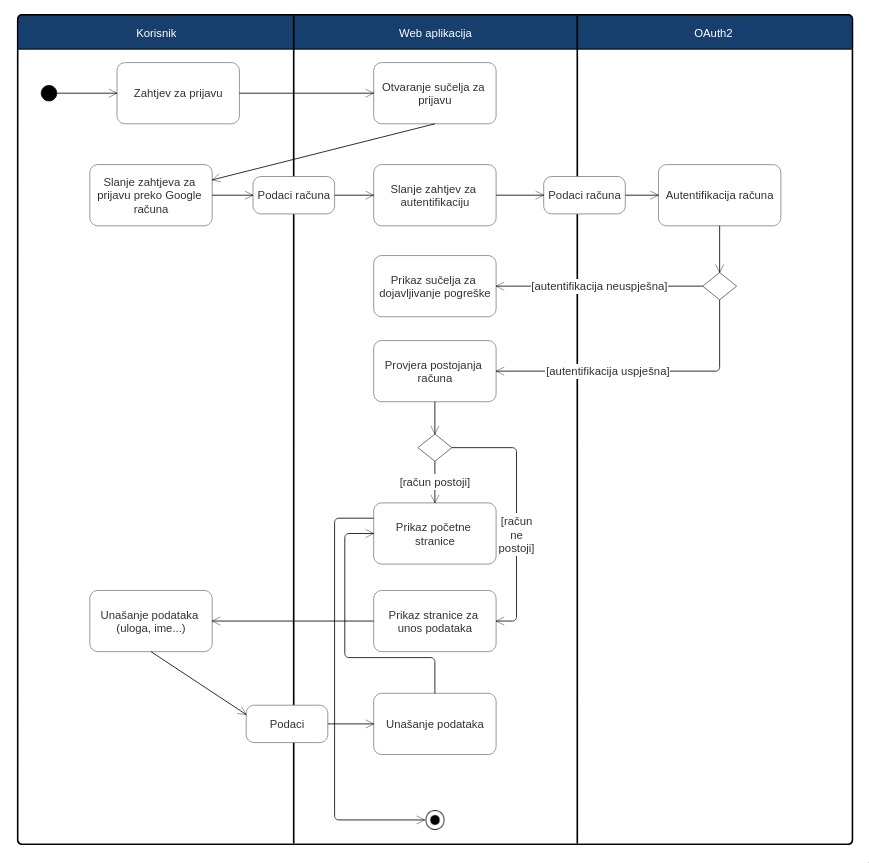 Korisnik
Web aplikacija
OAuth2
Zahtjev za prijavu
Otvaranje sučelja za
prijavu
Slanje zahtjeva za
prijavu preko Google
računa
Podaci računa
Slanje zahtjev za
autentifikaciju
Podaci računa
Autentifikacija računa
Prikaz sučelja za
dojavljivanje pogreške
[autentifikacija neuspješna]
Provjera postojanja
računa
[autentifikacija uspješna]
[račun postoji]
Prikaz početne
stranice
[račun
ne
postoji]
Unašanje podataka
(uloga, ime...)
Prikaz stranice za
unos podataka
Podaci
Unašanje podataka